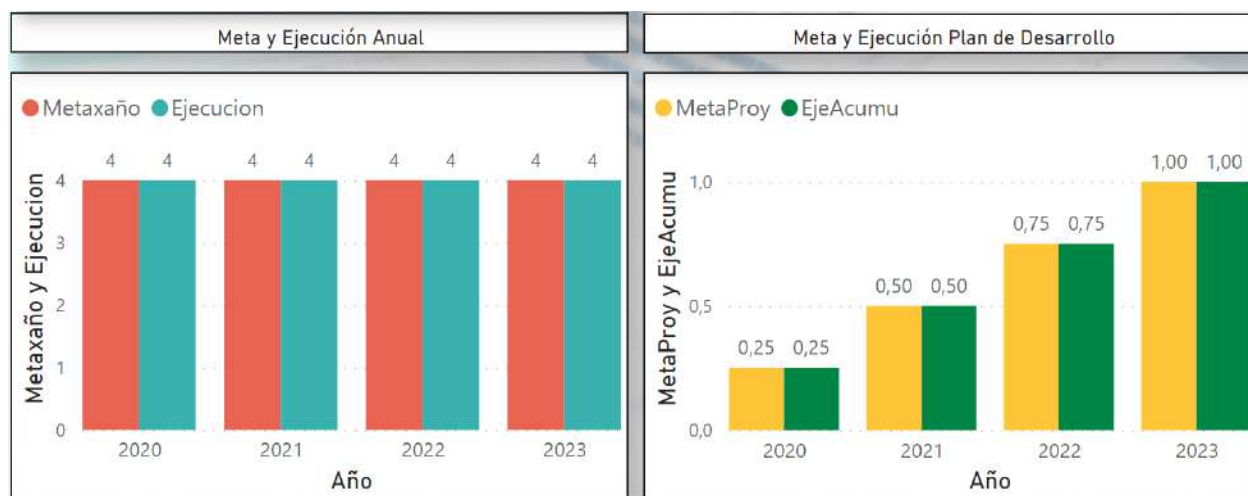 Meta y Ejecución Anual
Metaxaño Ejecucion
Metaxaño y Ejecucion
4 4 4 4 4 4 4 4
4
3
2
1
0
2020 2021 2022 2023
Año
Meta y Ejecución Plan de Desarrollo
MetaProy EjeAcumu
MetaProy y EjeAcumu
1,00 1,00
1,0
0,75 0,75
0,50 0,50
0,5
0,25 0,25
0,0
2020 2021 2022 2023
Año